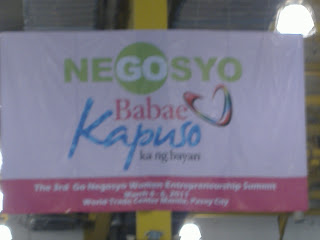 NEGOSYO
Babae
Kapuso
ka ng bayan
The 3rd Go Negosyo Women Entrepreneurship Summit
March
World Trade Center Manila, Pasay City